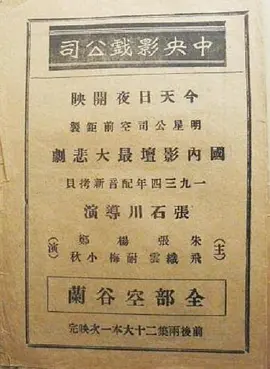 中央影戲公司
今天日夜開映
明星公司空前鉅製
國內影壇最大悲劇
一九三四年配音新拷貝
張石川導演
(主演)
朱飛
張織雲
楊耐梅
鄭小秋
全部空谷蘭
前後兩集二十大本一次映完